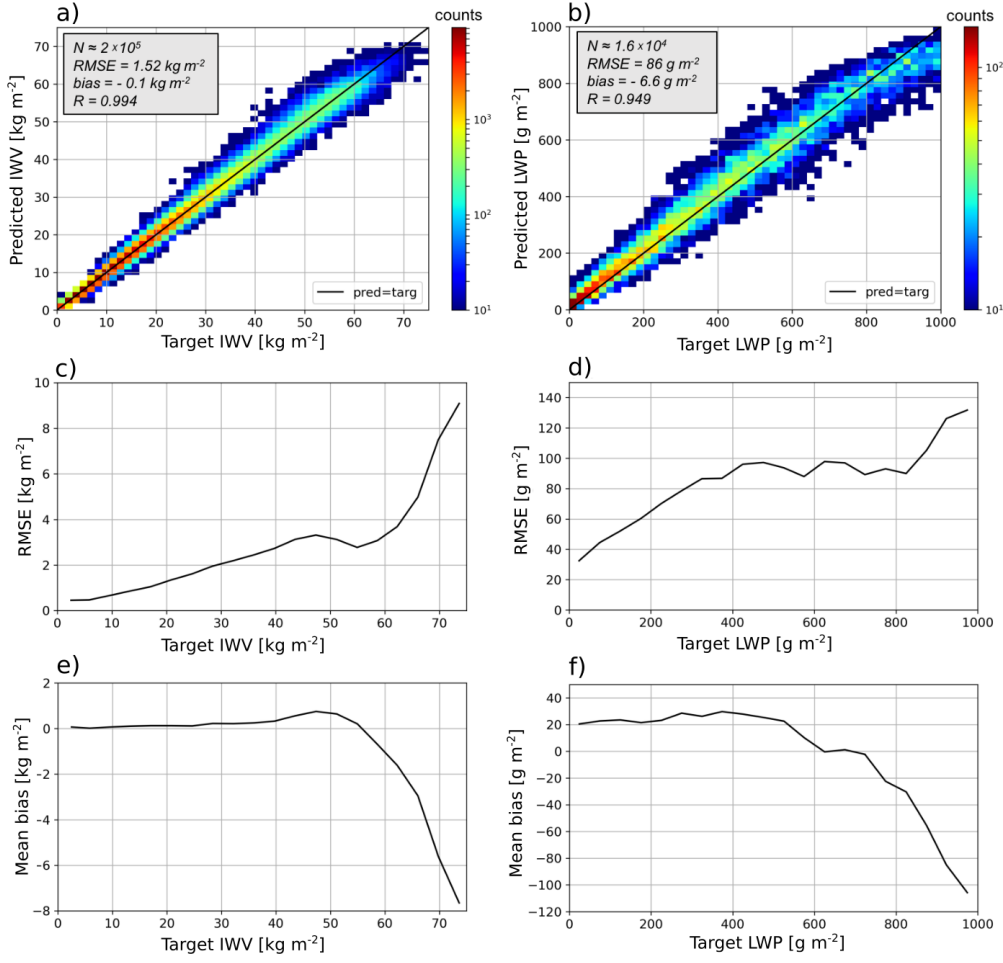 a)
counts
N ≈ 2 x10⁵
RMSE = 1.52 kg m⁻²
bias = - 0.1 kg m⁻²
R = 0.994
Predicted IWV [kg m⁻²]
70
60
50
40
30
20
10
0
10³
10²
10¹
pred=targ
0 10 20 30 40 50 60 70
Target IWV [kg m⁻²]
b)
counts
N ≈ 1.6 x10⁴
RMSE = 86 g m⁻²
bias = - 6.6 g m⁻²
R = 0.949
Predicted LWP [g m⁻²]
1000
800
600
400
200
0
10²
10¹
pred=targ
0 200 400 600 800 1000
Target LWP [g m⁻²]
c)
RMSE [kg m⁻²]
10
8
6
4
2
0
0 10 20 30 40 50 60 70
Target IWV [kg m⁻²]
d)
RMSE [g m⁻²]
140
120
100
80
60
40
20
0
0 200 400 600 800 1000
Target LWP [g m⁻²]
e)
Mean bias [kg m⁻²]
2
0
−2
−4
−6
−8
0 10 20 30 40 50 60 70
Target IWV [kg m⁻²]
f)
Mean bias [g m⁻²]
40
20
0
−20
−40
−60
−80
−100
−120
0 200 400 600 800 1000
Target LWP [g m⁻²]